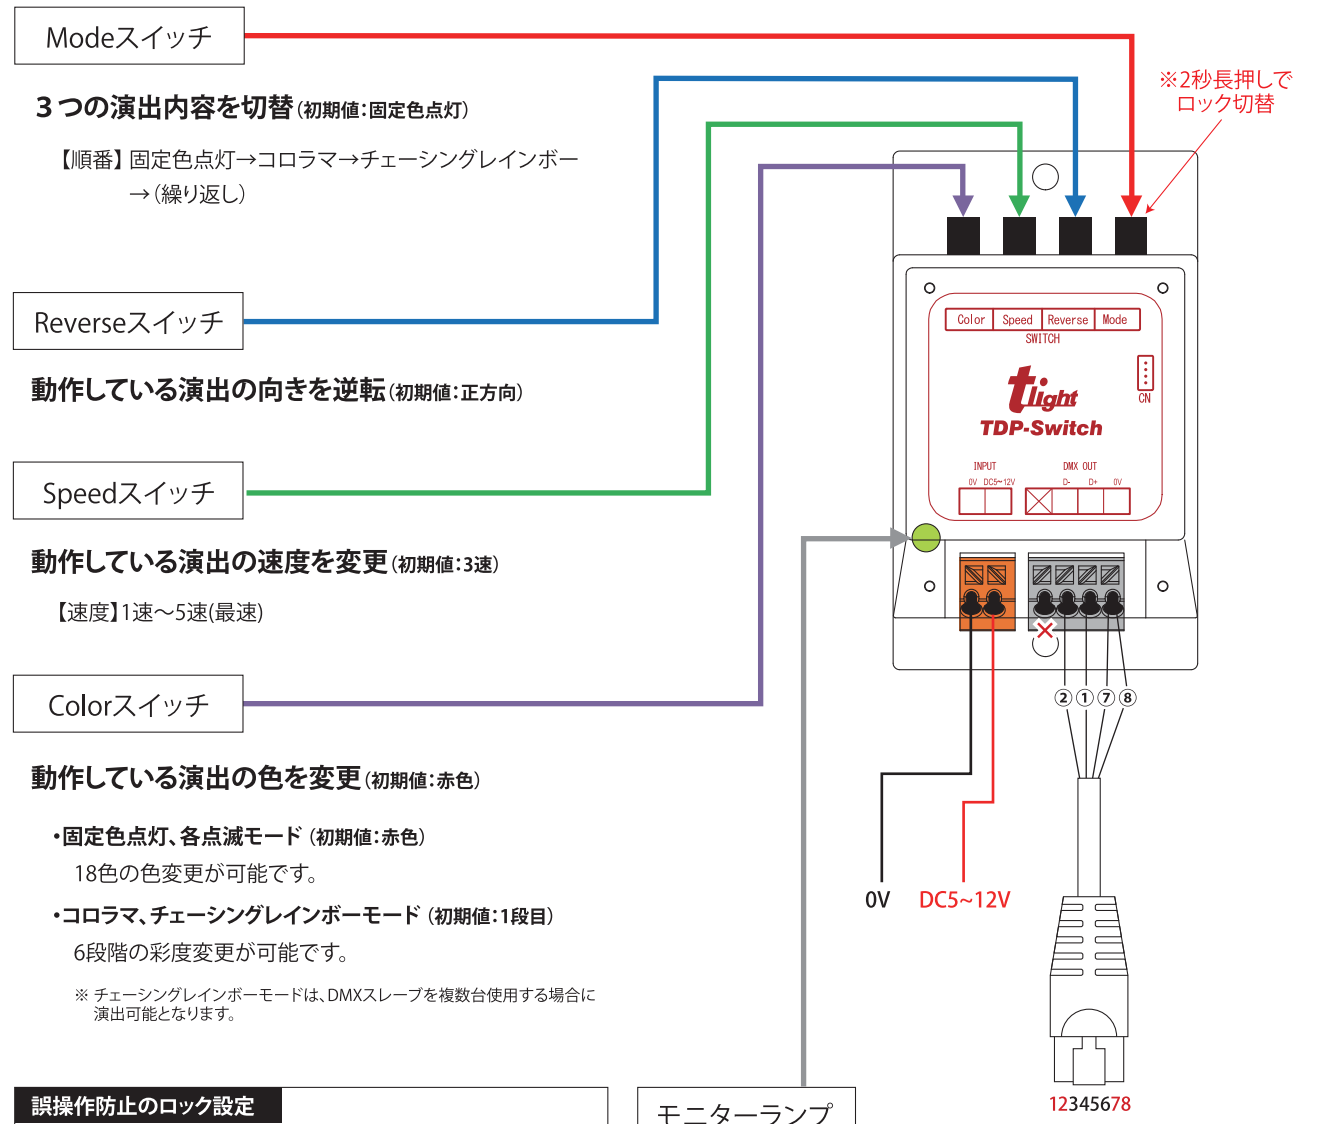 Modeスイッチ
3つの演出内容を切替(初期値:固定色点灯)
【順番】固定色点灯→コロラマ→チェーシングレインボー
→(繰り返し)
Reverseスイッチ
動作している演出の向きを逆転(初期値:正方向)
Speedスイッチ
動作している演出の速度を変更(初期値:3速)
【速度】1速～5速(最速)
Colorスイッチ
動作している演出の色を変更(初期値:赤色)
・固定色点灯、各点滅モード(初期値:赤色)
18色の色変更が可能です。
・コロラマ、チェーシングレインボーモード(初期値:1段目)
6段階の彩度変更が可能です。
※ チェーシングレインボーモードは、DMXスレーブを複数台使用する場合に
演出可能となります。
誤操作防止のロック設定
モニターランプ
※2秒長押しで
ロック切替
Color Speed Reverse Mode
SWITCH
CN
tlight
TDP-Switch
INPUT DMX OUT
0V DC5~12V D- D+ 0V
② ① ⑦ ⑧
0V DC5~12V
12345678